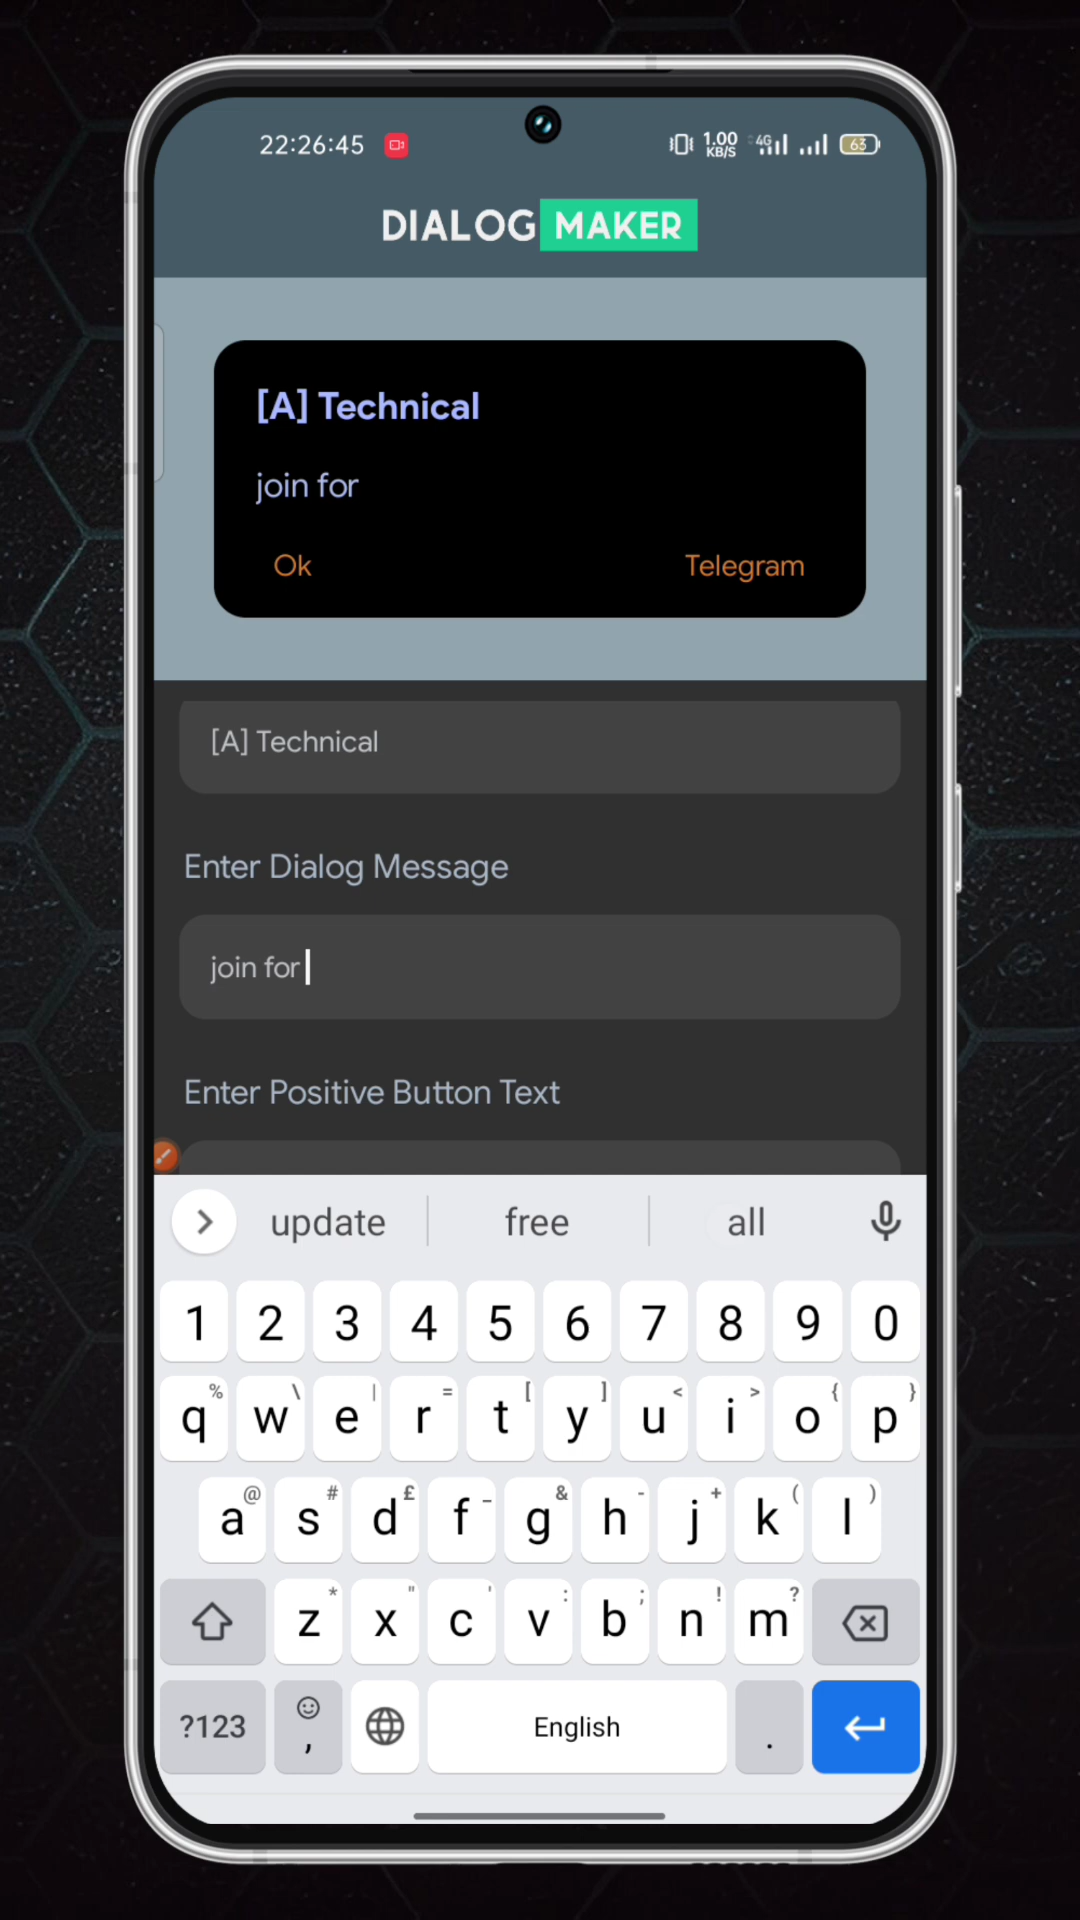 22:26:45 1.00 KB/S 4G 63
DIALOG MAKER
[A] Technical
join for
Ok Telegram
[A] Technical
Enter Dialog Message
join for
Enter Positive Button Text
update free all
1 2 3 4 5 6 7 8 9 0
% \ | = [ ] < > { }
q w e r t y u i o p
@ # £ _ & - + ( )
a s d f g h j k l
* " ' : ; ! ?
z x c v b n m
?123 , English .